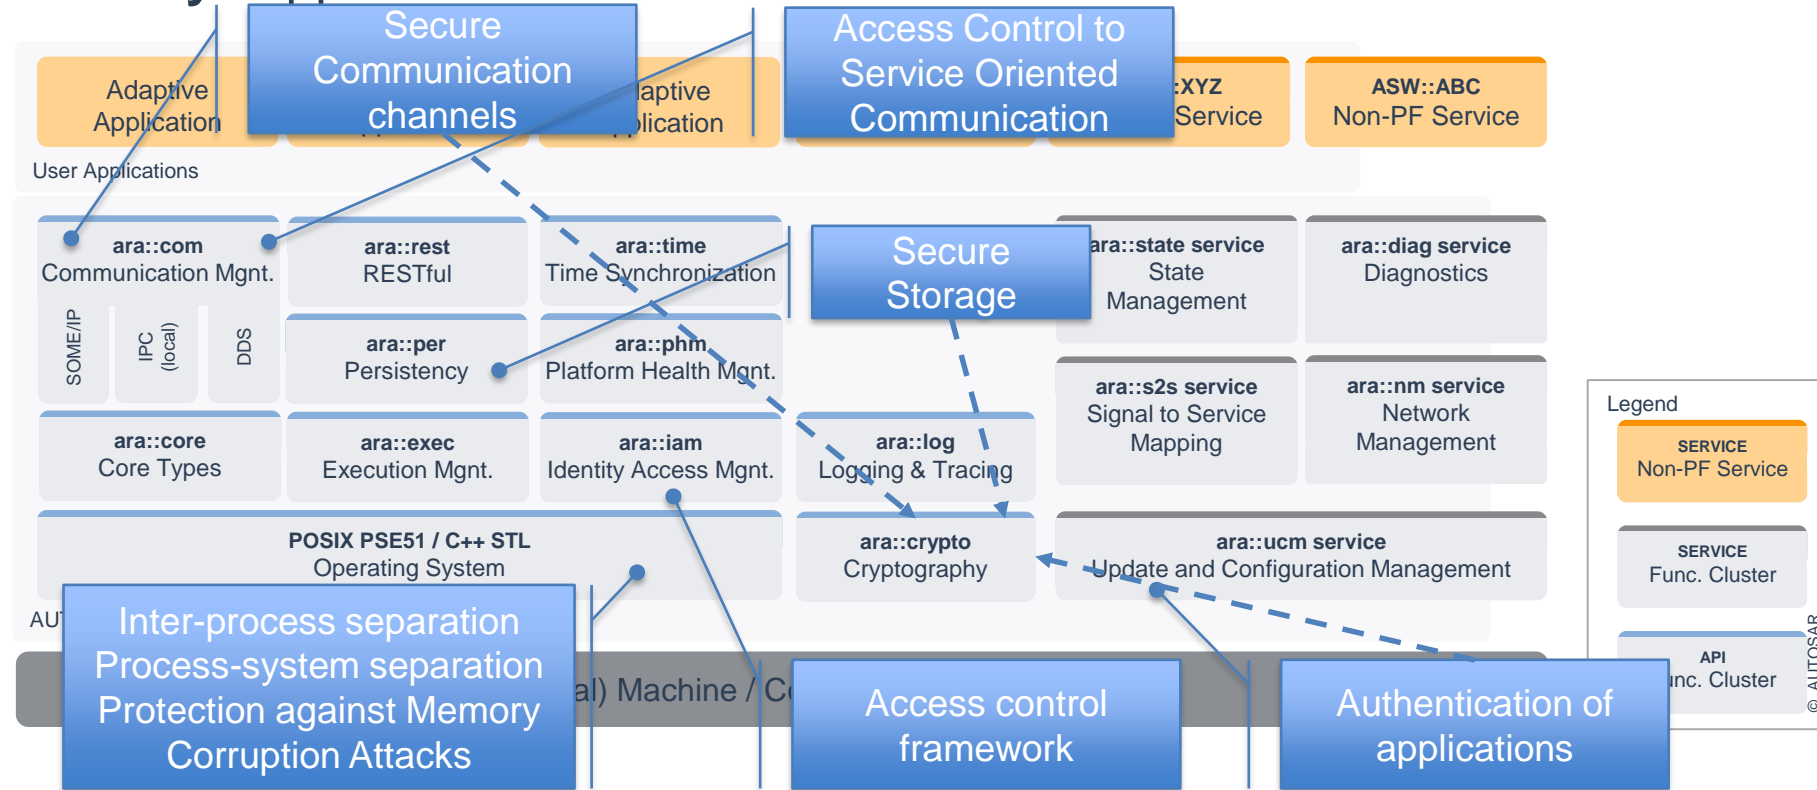 Secure
Communication
channels
Access Control to
Service Oriented
Communication
Adaptive
Application
:XYZ
Service
ASW::ABC
Non-PF Service
User Applications
ara::com
Communication Mgnt.
SOME/IP
IPC
(local)
DDS
ara::rest
RESTful
ara::time
Time Synchronization
Secure
Storage
ara::state service
State
Management
ara::diag service
Diagnostics
ara::per
Persistency
ara::phm
Platform Health Mgnt.
ara::s2s service
Signal to Service
Mapping
ara::nm service
Network
Management
ara::core
Core Types
ara::exec
Execution Mgnt.
ara::iam
Identity Access Mgnt.
ara::log
Logging & Tracing
POSIX PSE51 / C++ STL
Operating System
ara::crypto
Cryptography
ara::ucm service
Update and Configuration Management
Inter-process separation
Process-system separation
Protection against Memory
Corruption Attacks
Machine /
Access control
framework
Authentication of
applications
Legend
SERVICE
Non-PF Service
SERVICE
Func. Cluster
API
Cluster
© AUTOSAR